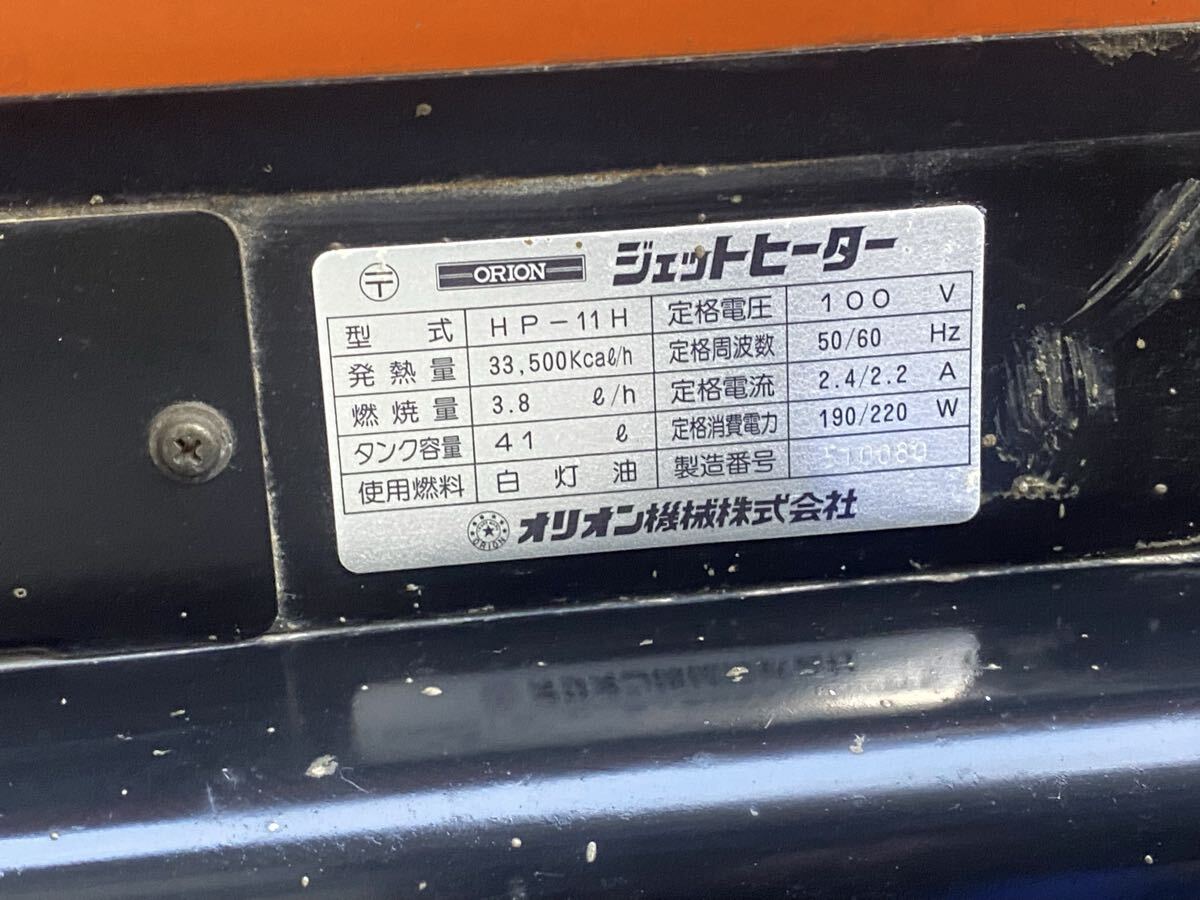 〒 ORION ジェットヒーター
型式 HP-11H 定格電圧 100 V
発熱量 33,500Kcaℓ/h 定格周波数 50/60 Hz
燃焼量 3.8 ℓ/h 定格電流 2.4/2.2 A
タンク容量 41 ℓ 定格消費電力 190/220 W
使用燃料 白灯油 製造番号
ORION オリオン機械株式会社